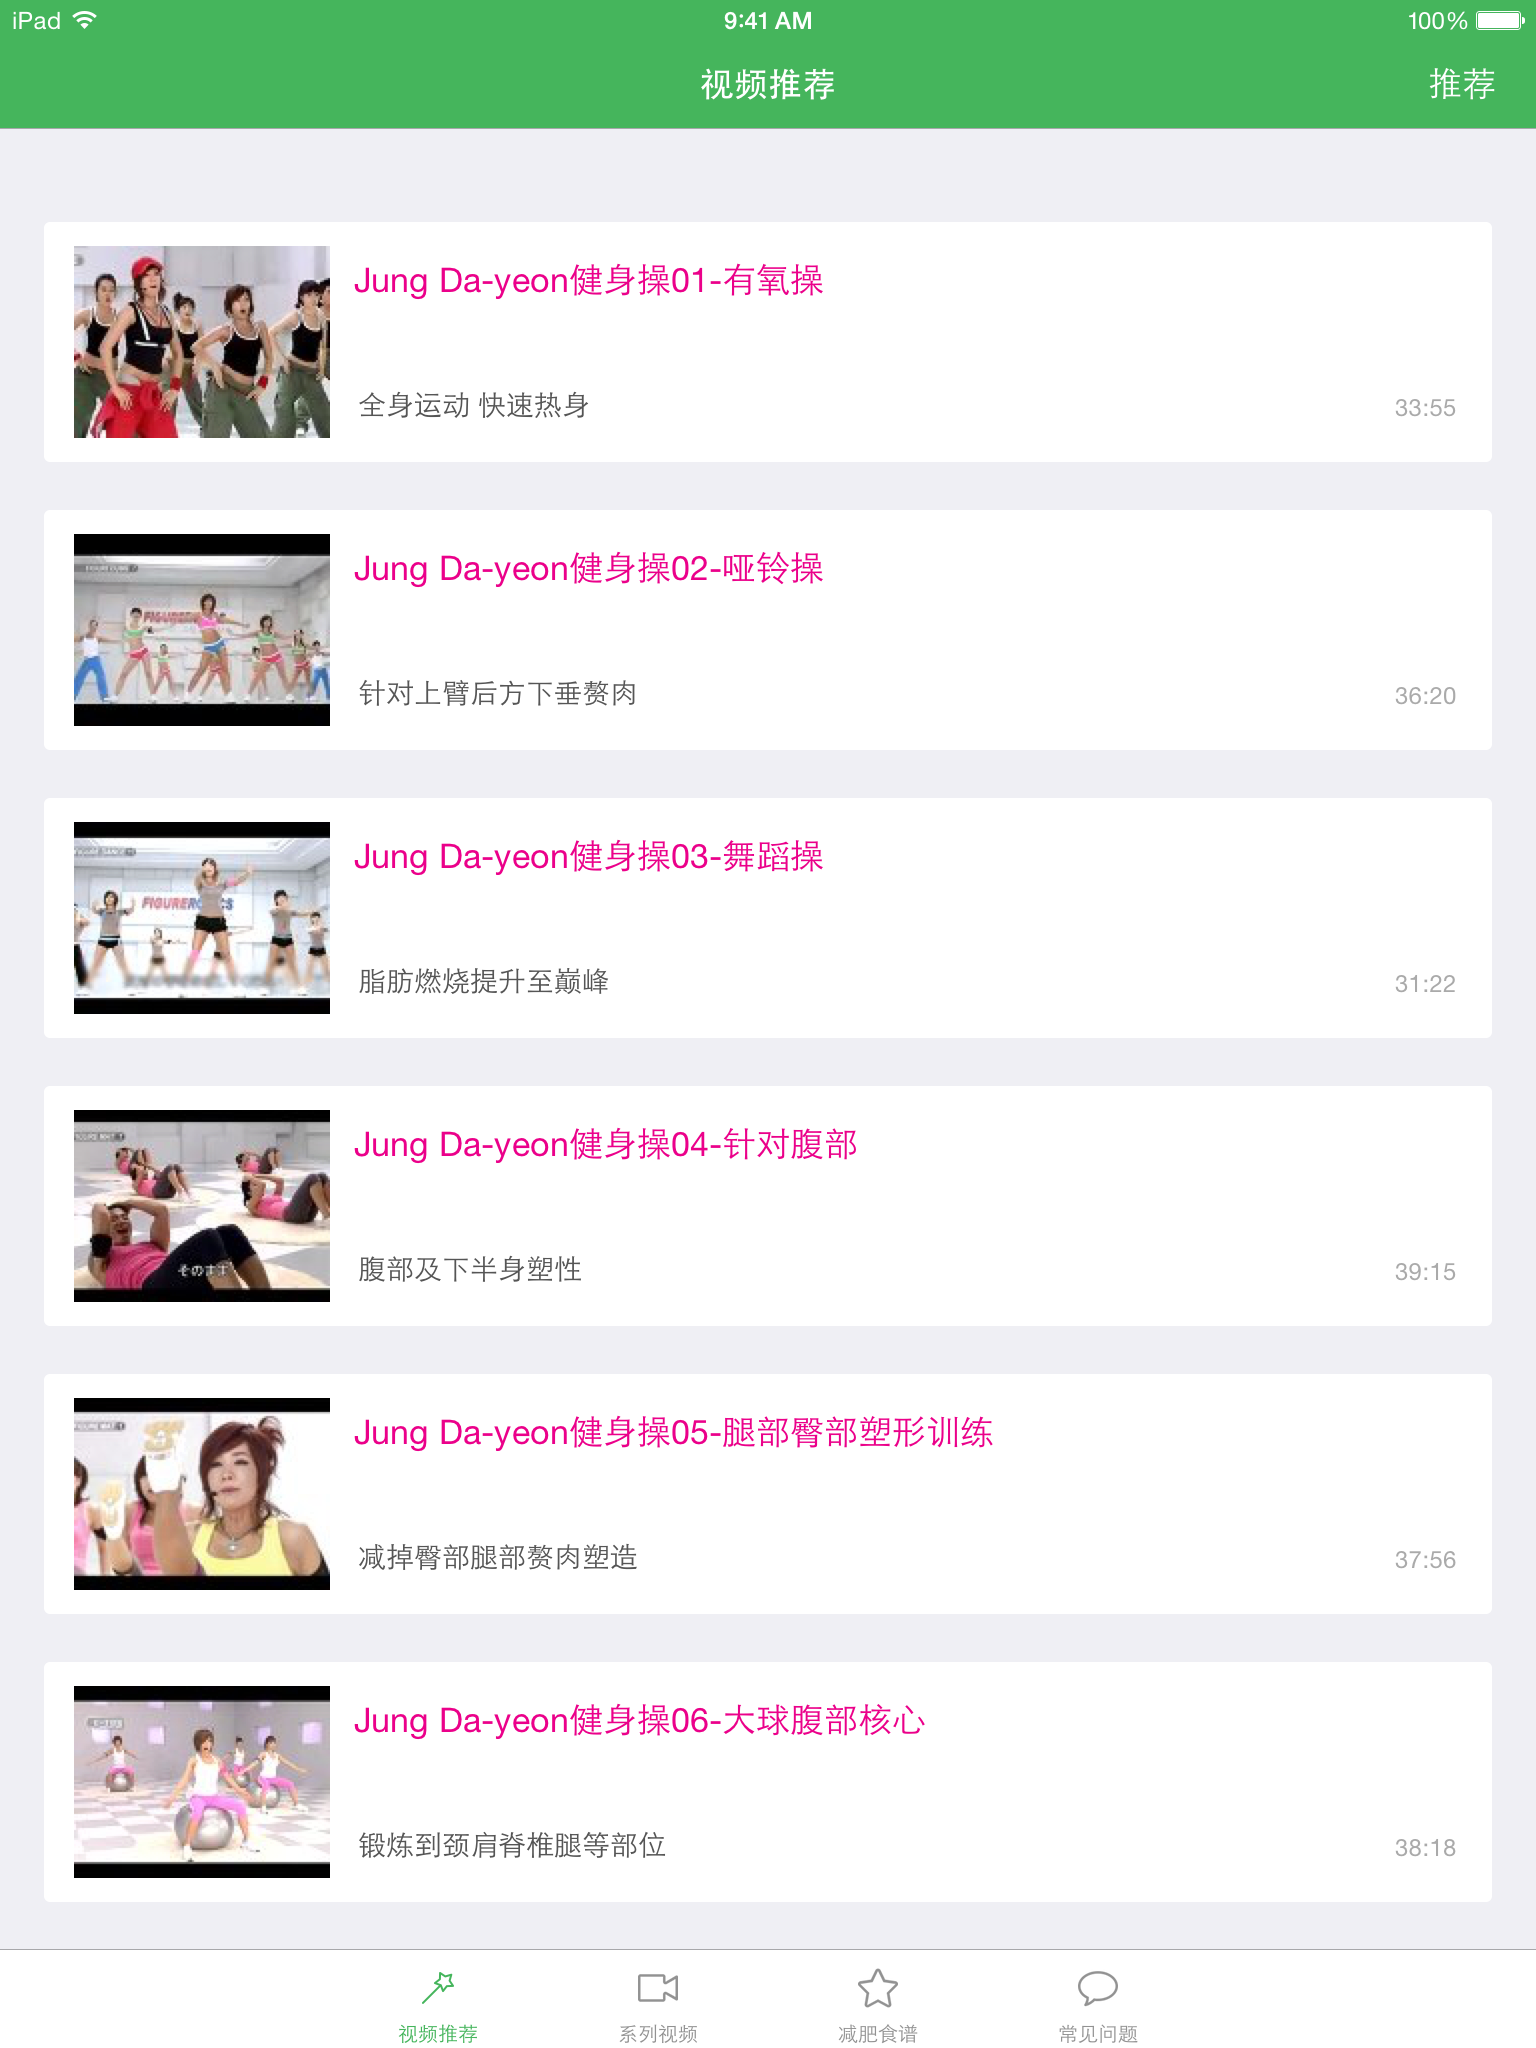 iPad 9:41 AM 100%
视频推荐 推荐
Jung Da-yeon健身操01-有氧操
全身运动 快速热身 33:55
Jung Da-yeon健身操02-哑铃操
针对上臂后方下垂赘肉 36:20
FIGURE
Jung Da-yeon健身操03-舞蹈操
FIGURER
脂肪燃烧提升至巅峰 31:22
Jung Da-yeon健身操04-针对腹部
そのまま
腹部及下半身塑性 39:15
Jung Da-yeon健身操05-腿部臀部塑形训练
减掉臀部腿部赘肉塑造 37:56
Jung Da-yeon健身操06-大球腹部核心
锻炼到颈肩脊椎腿等部位 38:18
视频推荐 系列视频 减肥食谱 常见问题